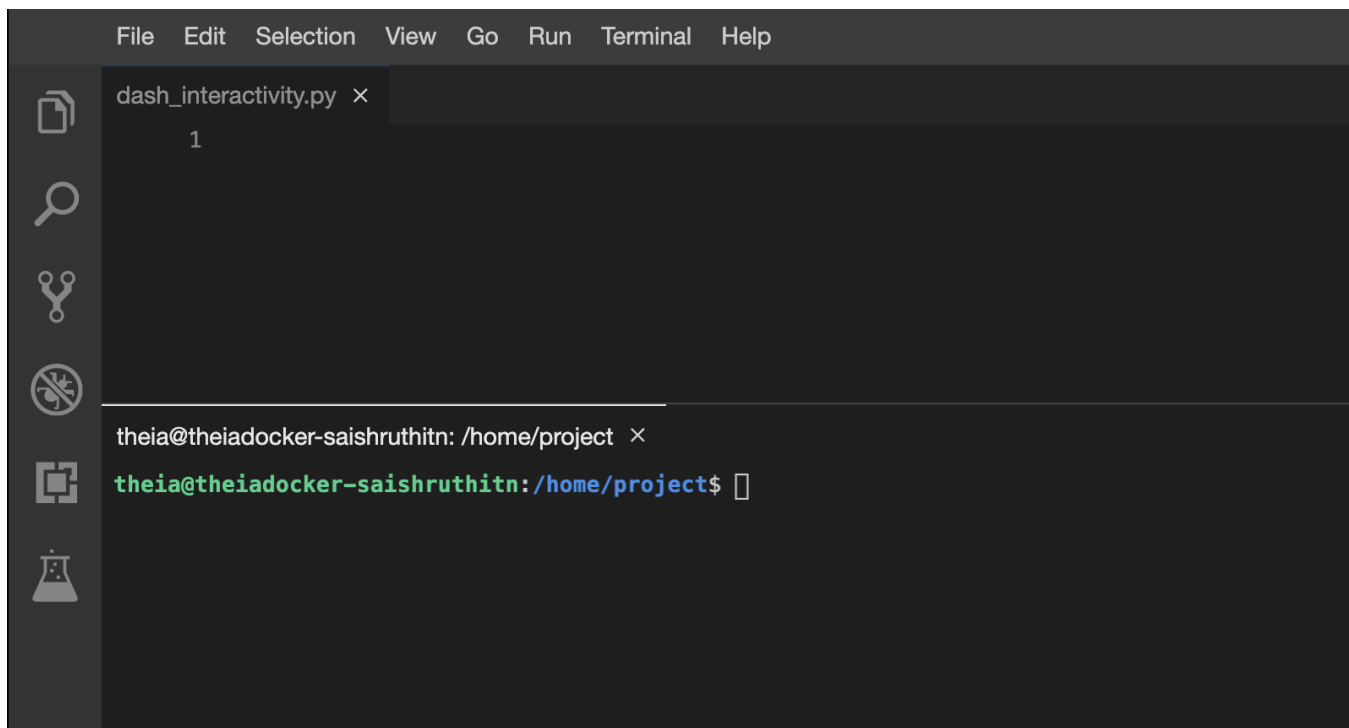 File Edit Selection View Go Run Terminal Help
dash_interactivity.py ×
1
theia@theiadocker-saishruthitn: /home/project ×
theia@theiadocker-saishruthitn:/home/project$